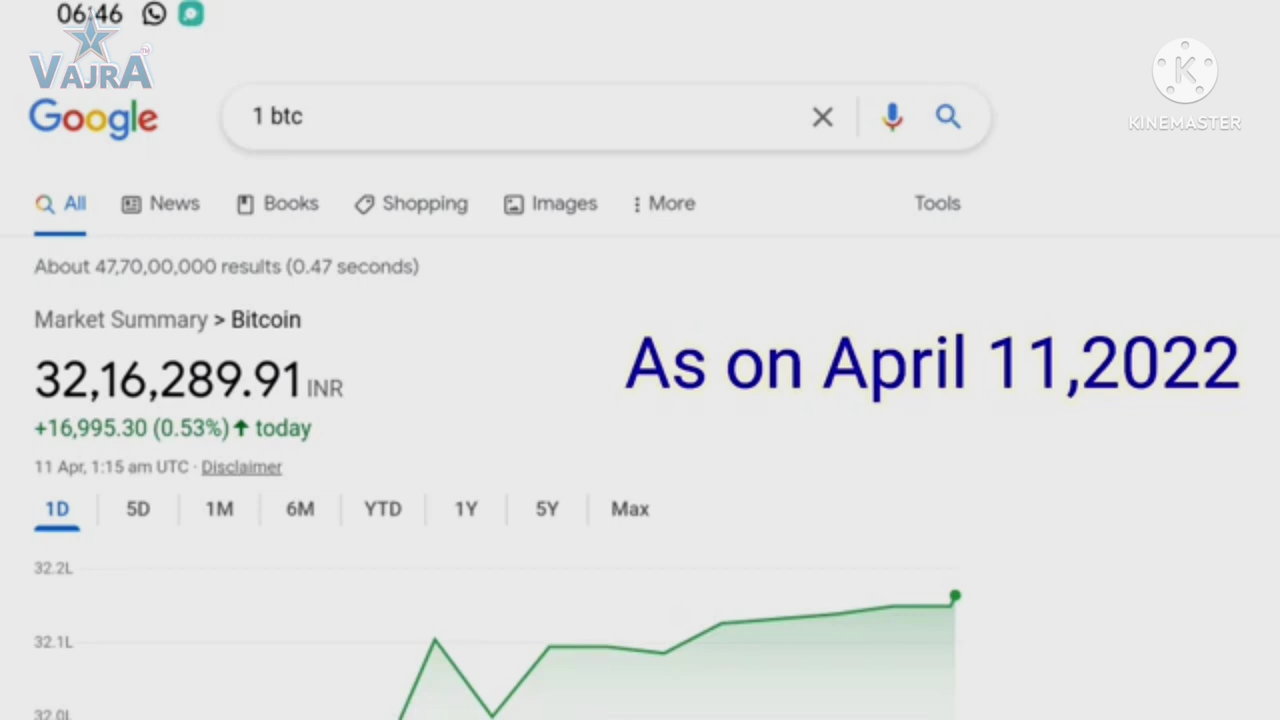 06:46
VAJRA™
KINEMASTER
Google
1 btc
All News Books Shopping Images More Tools
About 47,70,00,000 results (0.47 seconds)
Market Summary > Bitcoin
32,16,289.91 INR
As on April 11,2022
+16,995.30 (0.53%) ↑ today
11 Apr, 1:15 am UTC · Disclaimer
1D 5D 1M 6M YTD 1Y 5Y Max
32.2L
32.1L
32.0L